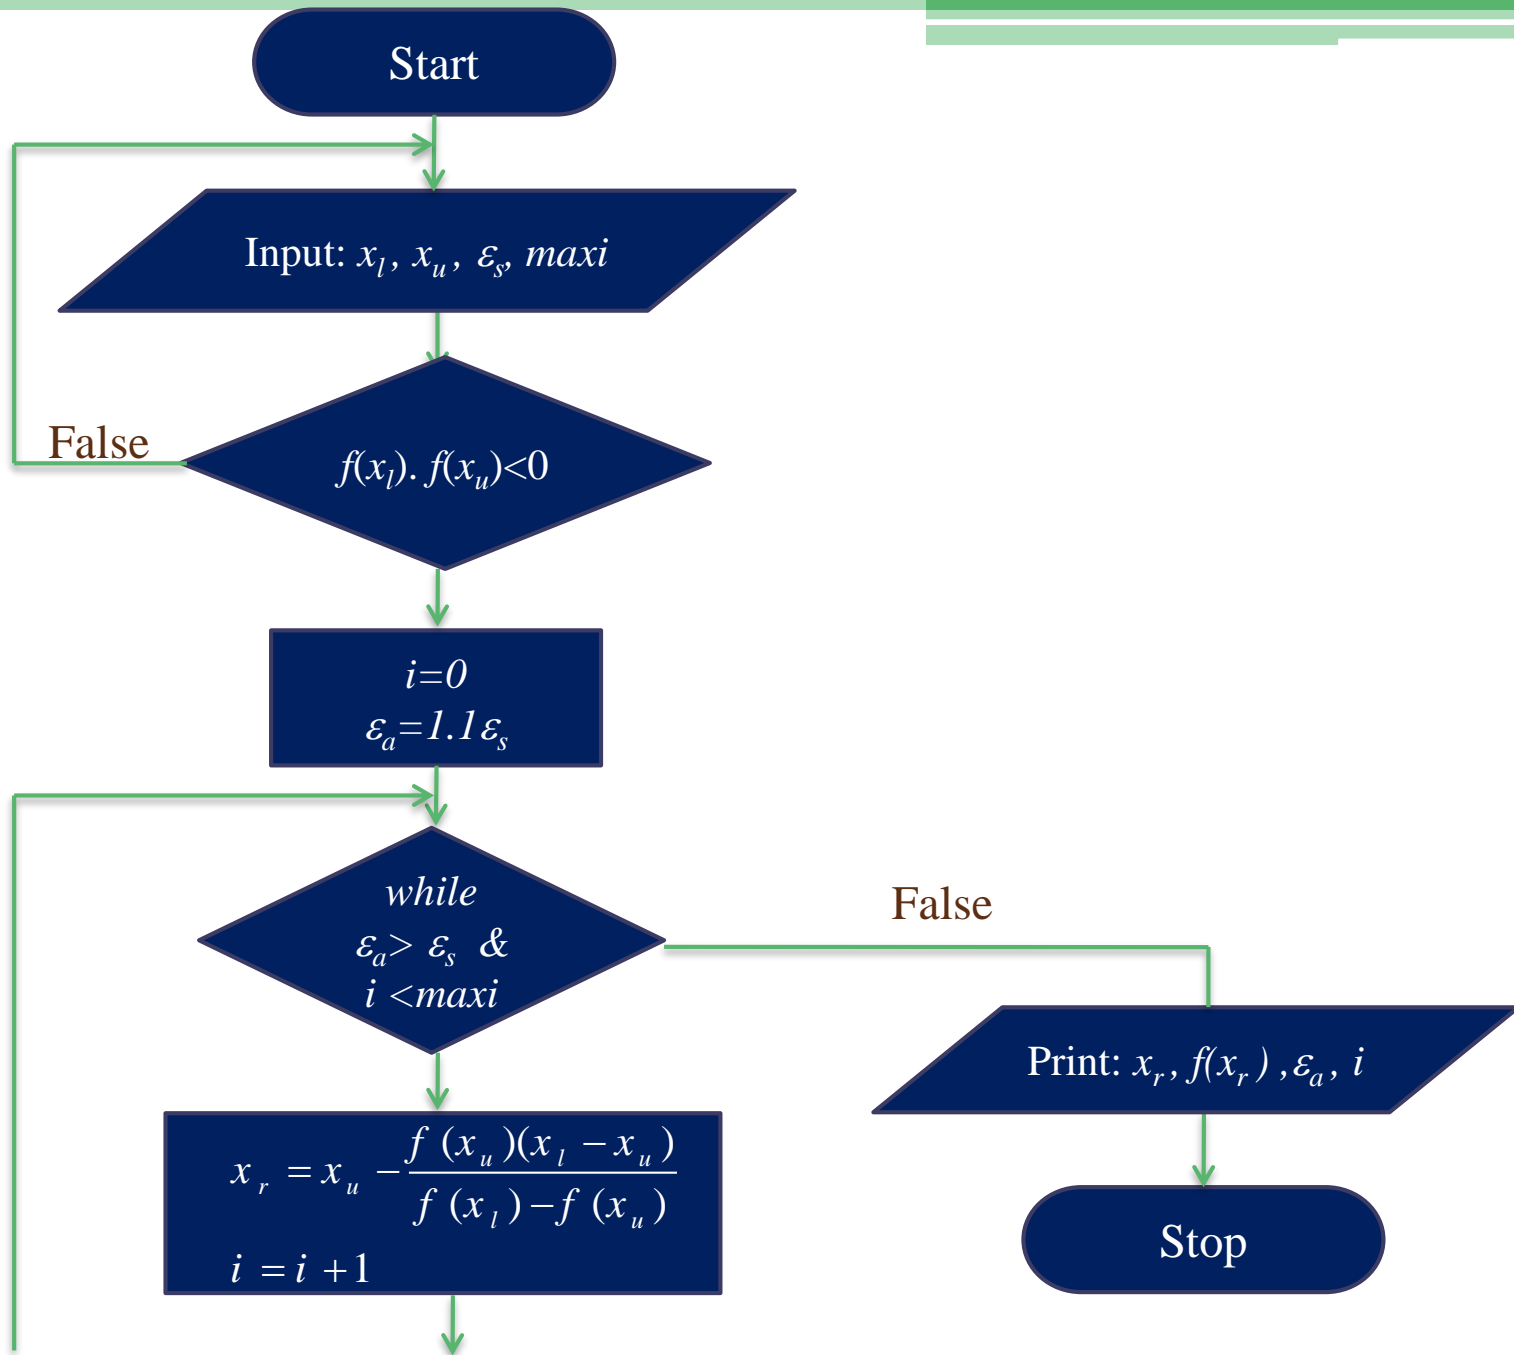 Start
Input: x_l, x_u, ε_s, maxi
False
f(x_l). f(x_u)<0
i=0
ε_a=1.1ε_s
while
ε_a> ε_s &
i <maxi
False
Print: x_r, f(x_r) ,ε_a, i
x_r = x_u − \frac{f(x_u)(x_l − x_u)}{f(x_l) − f(x_u)}
i = i +1
Stop